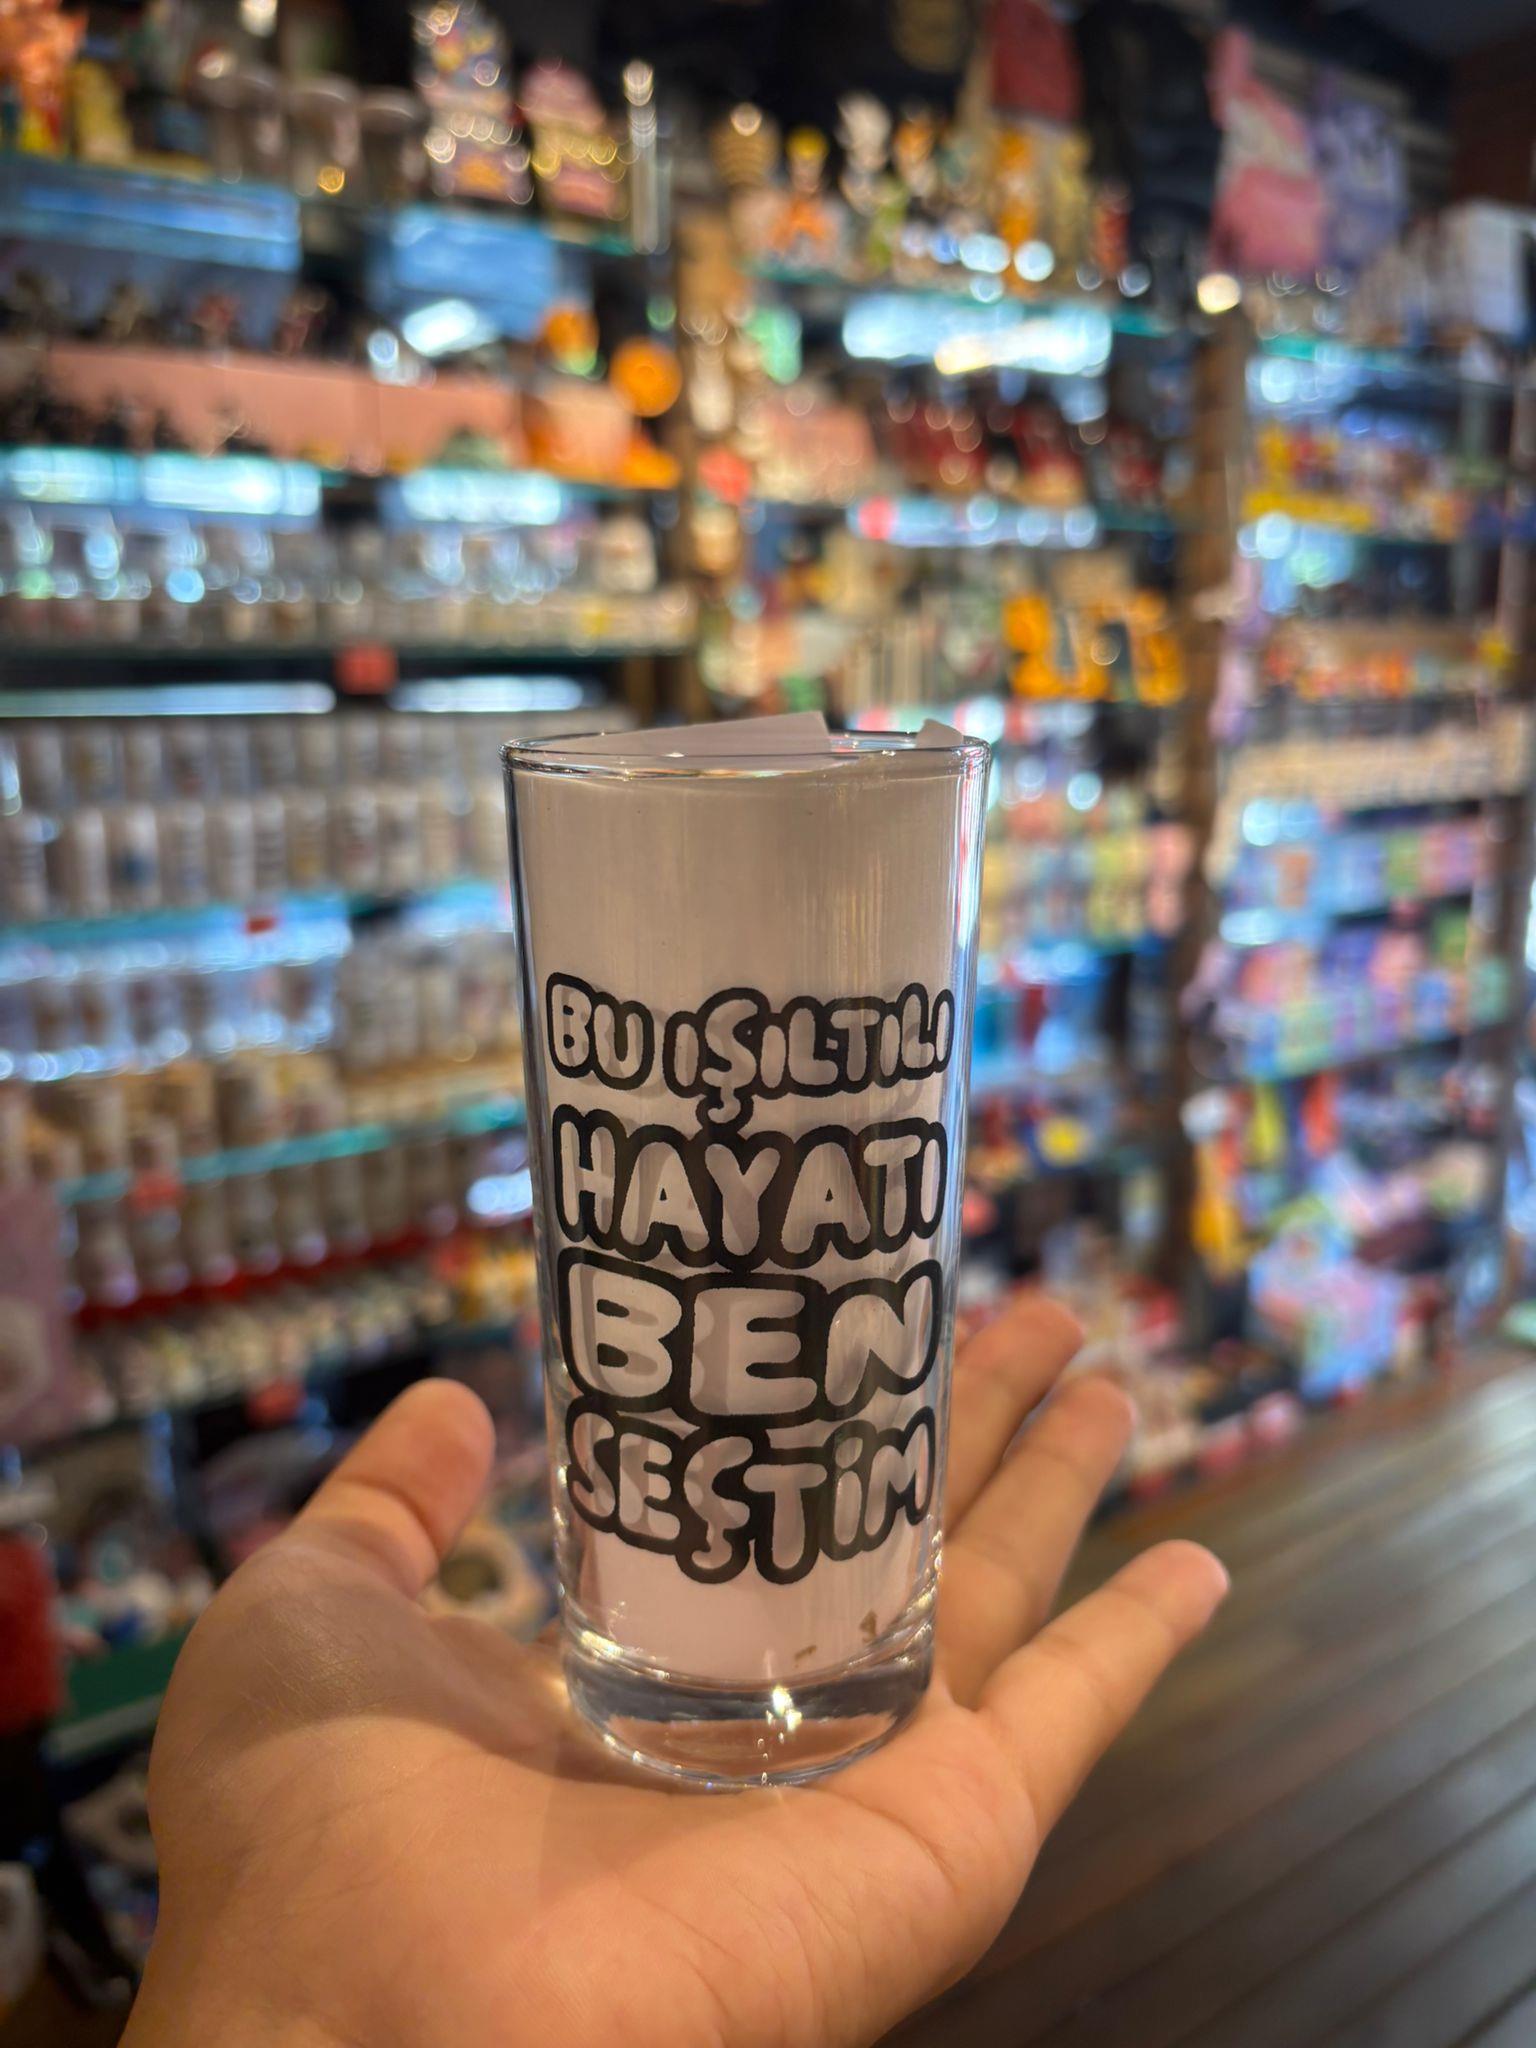 BU IŞILTILI
HAYATI
BEN
SEŞTİM